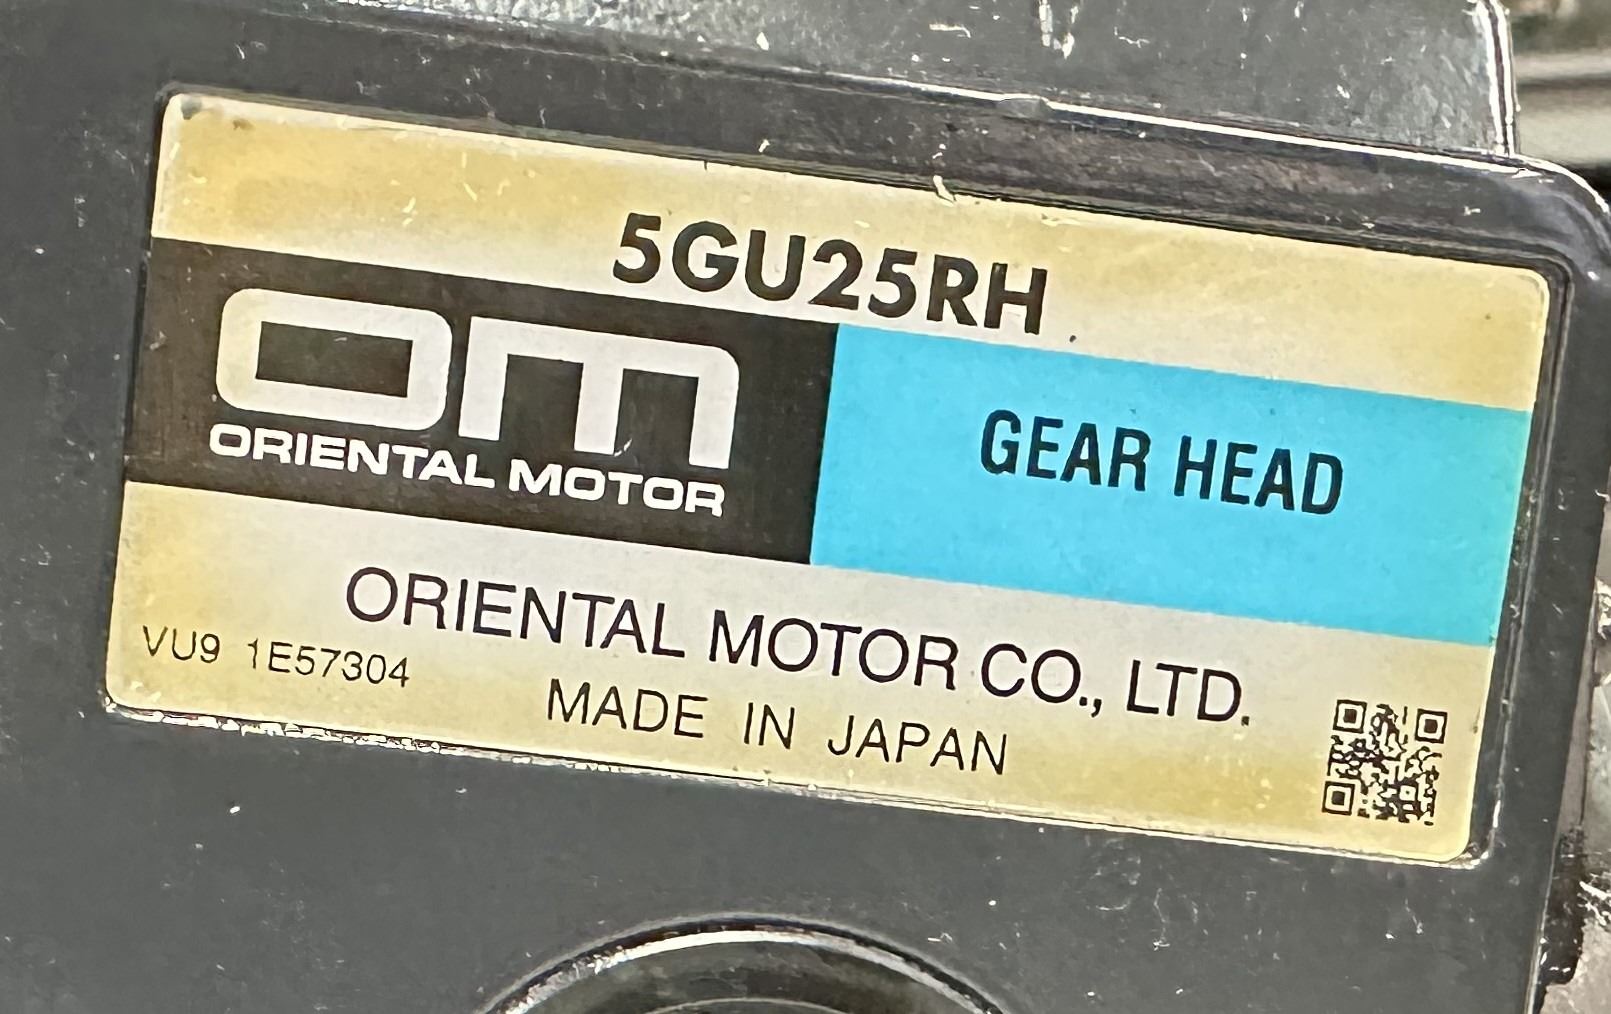 5GU25RH
om
ORIENTAL MOTOR
GEAR HEAD
ORIENTAL MOTOR CO., LTD.
VU9 1E57304
MADE IN JAPAN